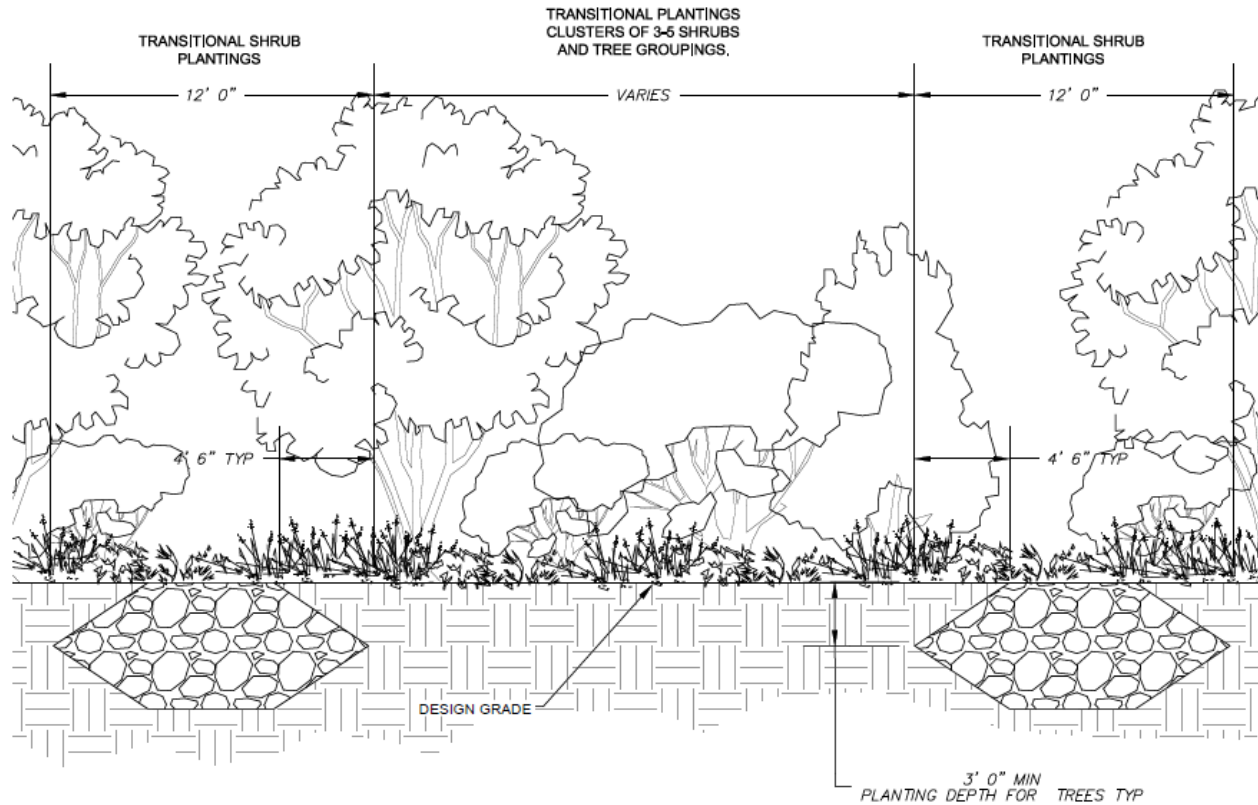 TRANSITIONAL SHRUB
PLANTINGS
TRANSITIONAL PLANTINGS
CLUSTERS OF 3-5 SHRUBS
AND TREE GROUPINGS.
TRANSITIONAL SHRUB
PLANTINGS
12' 0"
VARIES
12' 0"
4' 6" TYP
4' 6" TYP
DESIGN GRADE
3' 0" MIN
PLANTING DEPTH FOR TREES TYP